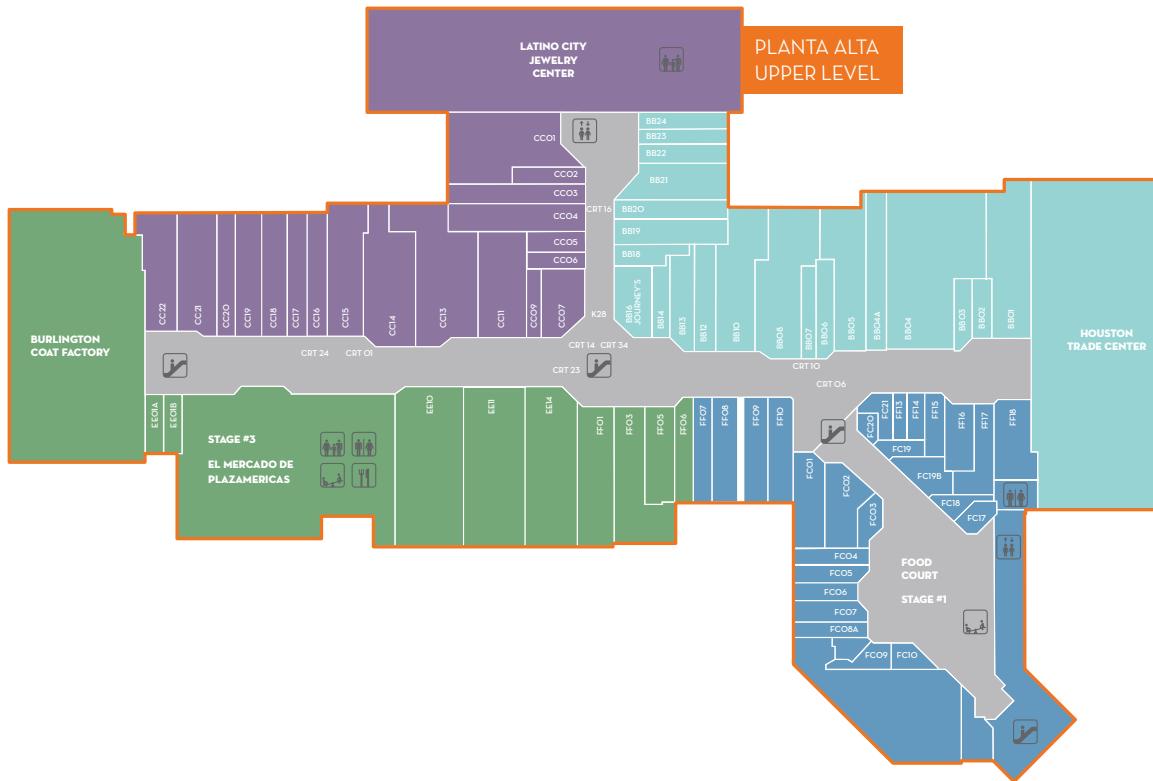 LATINO CITY
JEWELRY
CENTER
PLANTA ALTA
UPPER LEVEL
CC01
CC02
CC03
CC04
CC05
CC06
BB24
BB23
BB22
BB21
CRT 16
BB20
BB19
BB18
CC22
CC21
CC20
CC19
CC18
CC17
CC16
CC15
CC14
CC13
CC11
CC09
CC07
K28
BB16
JOURNEY'S
BB14
BB13
BB12
BB10
BB08
BB07
BB06
BB05
BB04A
BB04
BB03
BB02
BB01
BURLINGTON
COAT FACTORY
HOUSTON
TRADE CENTER
CRT 24
CRT 01
CRT 14
CRT 34
CRT 23
CRT 10
CRT 06
EE01A
EE01B
STAGE #3
EL MERCADO DE
PLAZAMERICAS
EE10
EE11
EE14
FF01
FF03
FF05
FF06
FF07
FF08
FF09
FF10
FC20
FC21
FF13
FF14
FF15
FF16
FF17
FF18
FC19
FC19B
FC18
FC17
FC01
FC02
FC03
FC04
FC05
FC06
FC07
FC08A
FC09
FC10
FOOD
COURT
STAGE #1